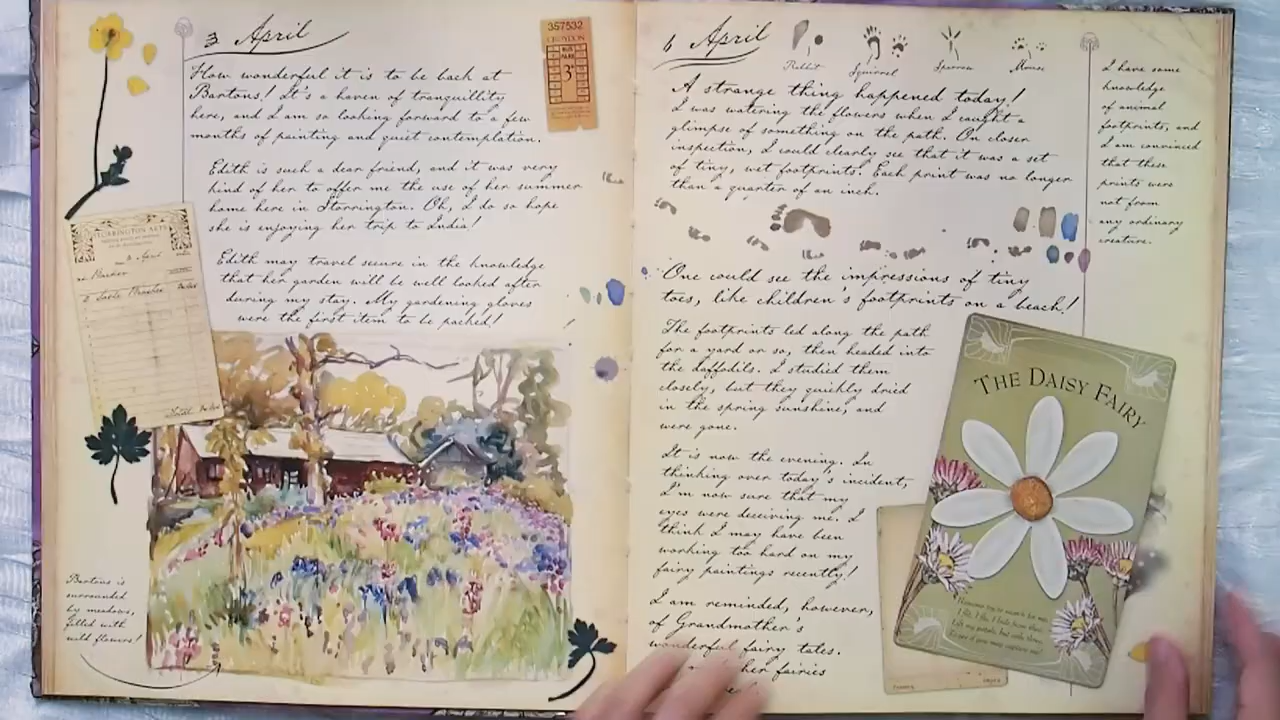 3 April
357532
CROYDON
3
How wonderful it is to be back at
Bartons! It's a haven of tranquillity
here, and I am so looking forward to a few
months of painting and quiet contemplation.
Edith is such a dear friend, and it was very
kind of her to offer me the use of her summer
home here in Storrington. Oh, I do so hope
she is enjoying her trip to India!
Edith may travel secure in the knowledge
that her garden will be well looked after
during my stay. My gardening gloves
were the first item to be packed!
STORRINGTON ARTS
3 April
Bartons is
surrounded
by meadows,
filled with
wild flowers!
6 April
Rabbit
Squirrel
Sparrow
Mouse
A strange thing happened today!
I was watering the flowers when I caught a
glimpse of something on the path. On closer
inspection, I could clearly see that it was a set
of tiny, wet footprints. Each print was no longer
than a quarter of an inch.
I have some
knowledge
of animal
footprints, and
I am convinced
that these
prints were
not from
any ordinary
creature.
One could see the impressions of tiny
toes, like children's footprints on a beach!
The footprints led along the path
for a yard or so, then headed into
the daffodils. I studied them
closely, but they quickly dried
in the spring sunshine, and
were gone.
It is now the evening. In
thinking over today's incident,
I'm now sure that my
eyes were deceiving me. I
think I may have been
working too hard on my
fairy paintings recently!
I am reminded, however,
of Grandmother's
wonderful fairy tales.
her fairies
THE DAISY FAIRY